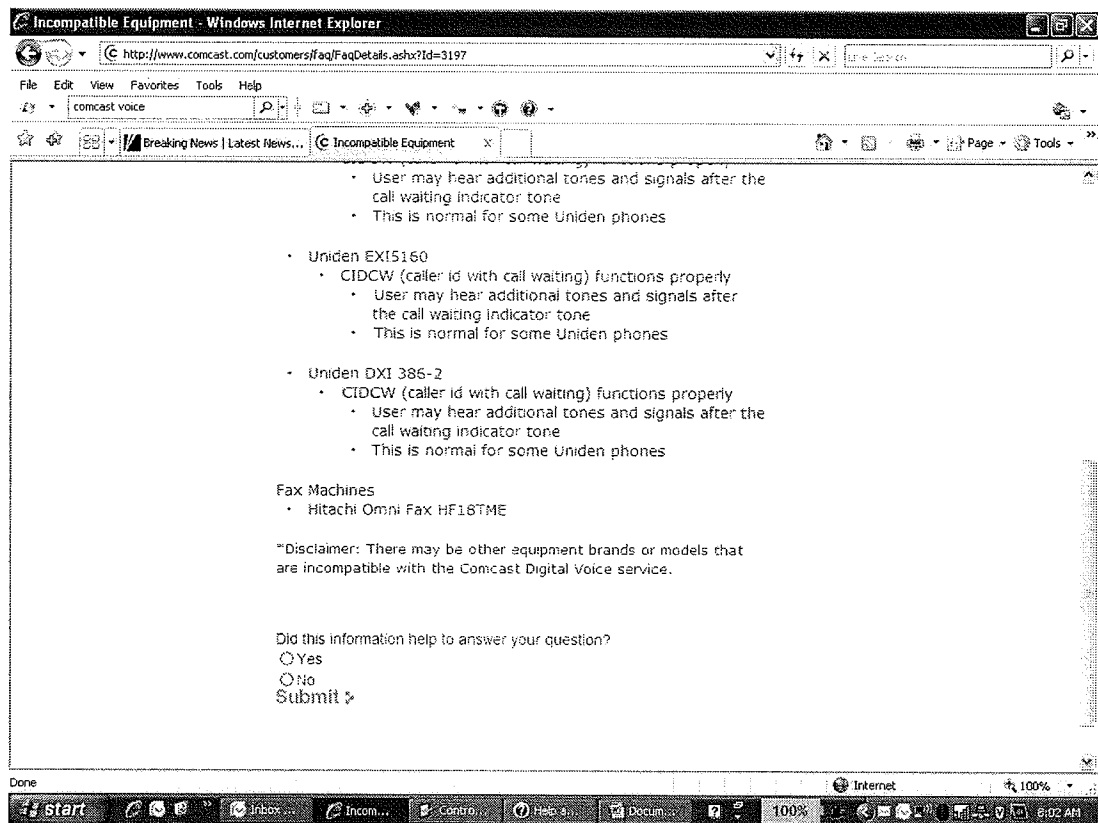 Incompatible Equipment - Windows Internet Explorer
http://www.comcast.com/customers/faq/FaqDetails.ashx?Id=3197
Live Search
File Edit View Favorites Tools Help
comcast voice
Breaking News | Latest News... Incompatible Equipment x Page Tools
• User may hear additional tones and signals after the
call waiting indicator tone
• This is normal for some Uniden phones
• Uniden EXI5160
• CIDCW (caller id with call waiting) functions properly
• User may hear additional tones and signals after
the call waiting indicator tone
• This is normal for some Uniden phones
• Uniden DXI 386-2
• CIDCW (caller id with call waiting) functions properly
• User may hear additional tones and signals after the
call waiting indicator tone
• This is normal for some Uniden phones
Fax Machines
• Hitachi Omni Fax HF18TME
*Disclaimer: There may be other equipment brands or models that
are incompatible with the Comcast Digital Voice service.
Did this information help to answer your question?
Yes
No
Submit
Done Internet 100%
start Inbox ... Incom... Contro... Help a... Docum... 100% 6:02 AM